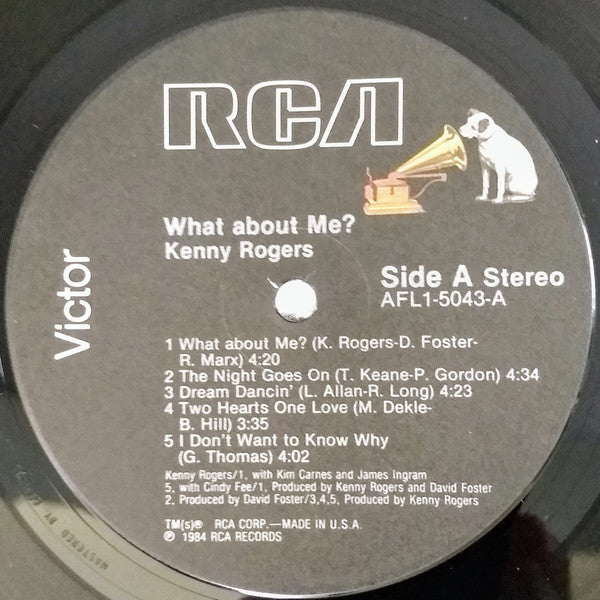 RCA
What about Me?
Kenny Rogers
Victor
Side A Stereo
AFL1-5043-A
1 What about Me? (K. Rogers-D. Foster-
R. Marx) 4:20
2 The Night Goes On (T. Keane-P. Gordon) 4:34
3 Dream Dancin' (L. Allan-R. Long) 4:23
4 Two Hearts One Love (M. Dekle-
B. Hill) 3:35
5 I Don't Want to Know Why
(G. Thomas) 4:02
Kenny Rogers/1, with Kim Carnes and James Ingram
5, with Cindy Fee/1, Produced by Kenny Rogers and David Foster
2, Produced by David Foster/3,4,5, Produced by Kenny Rogers
TM(s)® RCA CORP.—MADE IN U.S.A.
℗ 1984 RCA RECORDS
MASTERED BY